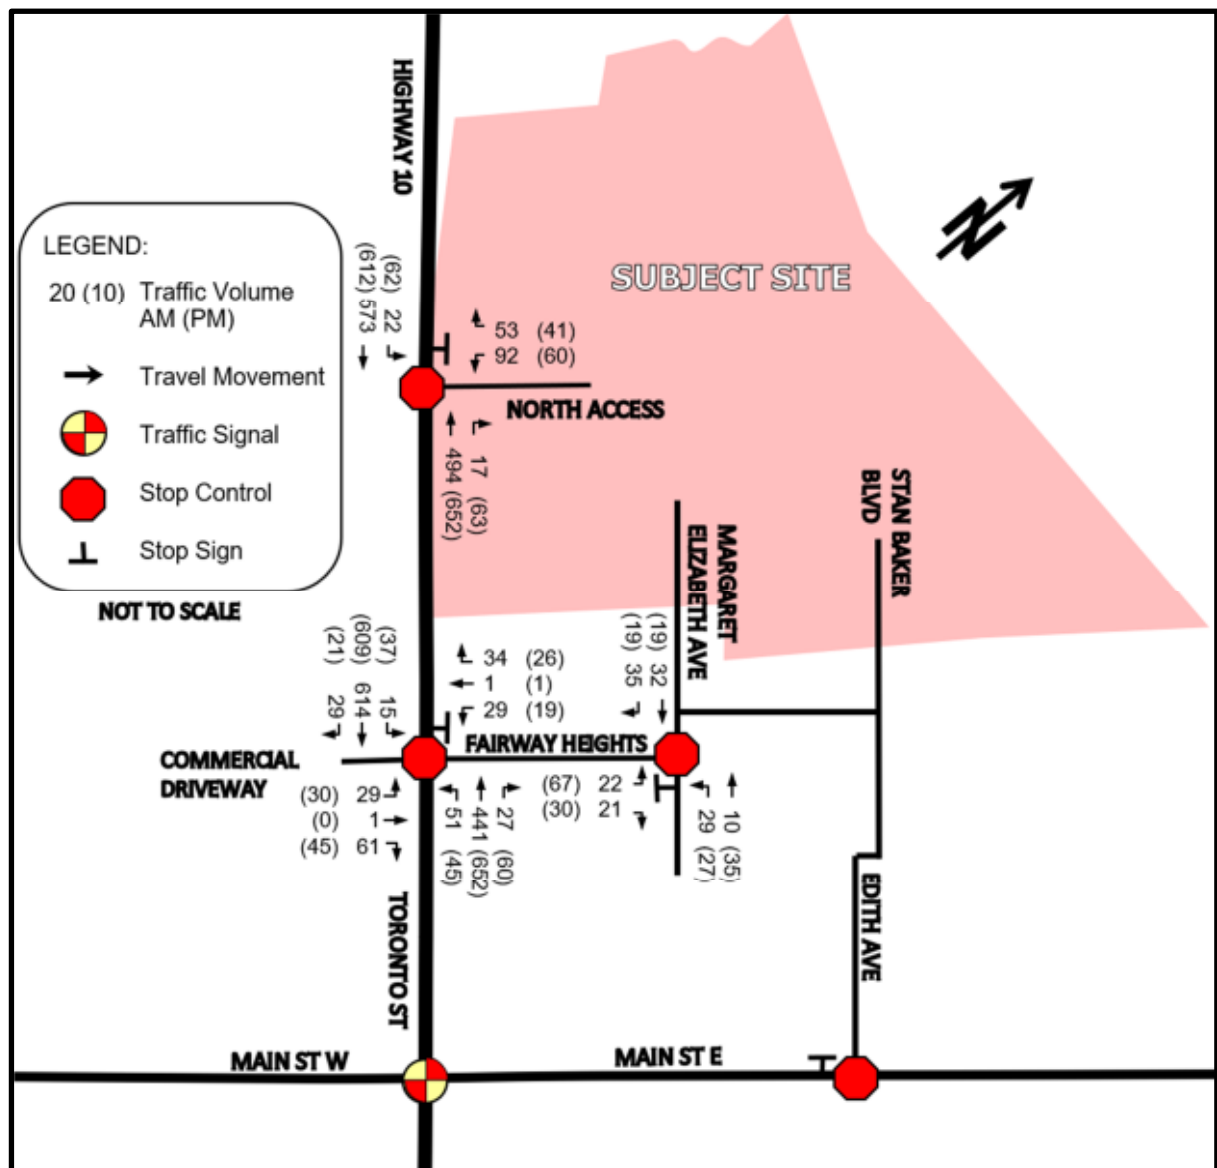 HIGHWAY 10
N
LEGEND:
20 (10) Traffic Volume
AM (PM)
Travel Movement
Traffic Signal
Stop Control
Stop Sign
NOT TO SCALE
SUBJECT SITE
(62) 22
(612) 573
53 (41)
92 (60)
NORTH ACCESS
17 (63)
494 (652)
STAN BAKER
BLVD
MARGARET
ELIZABETH AVE
(19) 32
(19) 35
(37) 15
(609) 614
(21) 29
34 (26)
1 (1)
29 (19)
FAIRWAY HEIGHTS
COMMERCIAL
DRIVEWAY
(30) 29
(0) 1
(45) 61
27 (60)
441 (652)
51 (45)
(67) 22
(30) 21
10 (35)
29 (27)
EDITH AVE
TORONTO ST
MAIN ST W
MAIN ST E